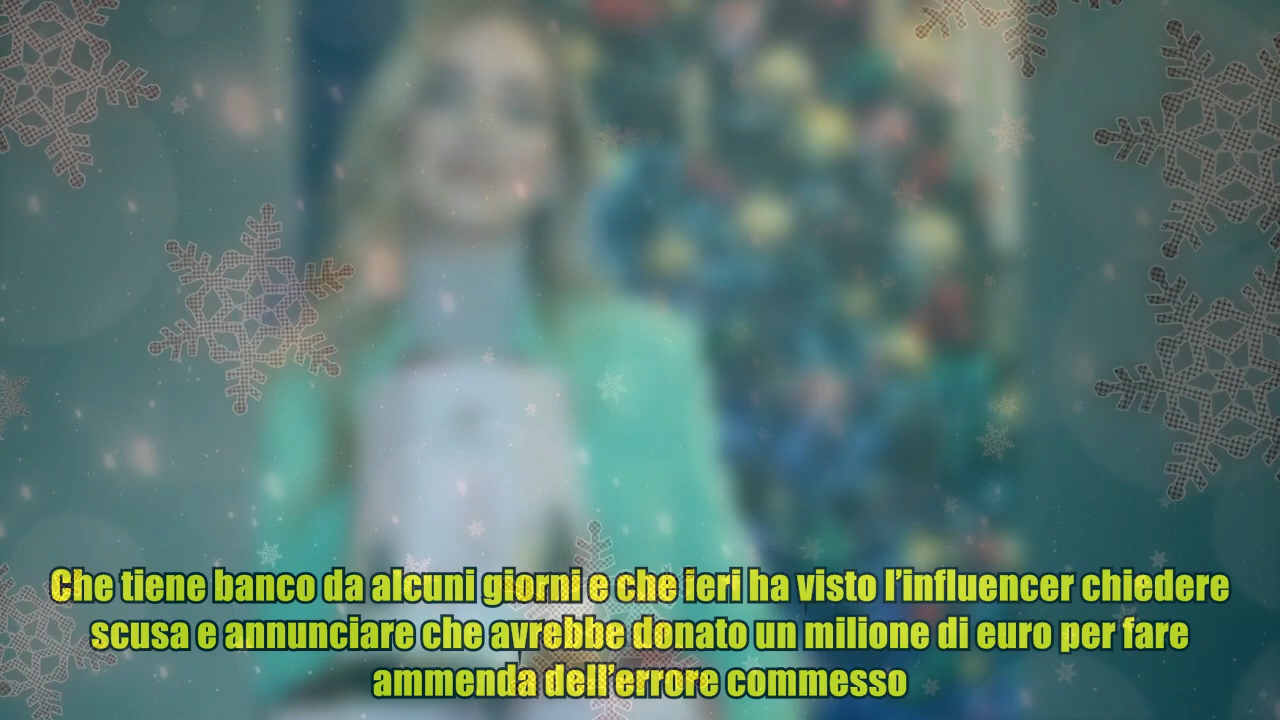 Che tiene banco da alcuni giorni e che ieri ha visto l’influencer chiedere
scusa e annunciare che avrebbe donato un milione di euro per fare
ammenda dell’errore commesso